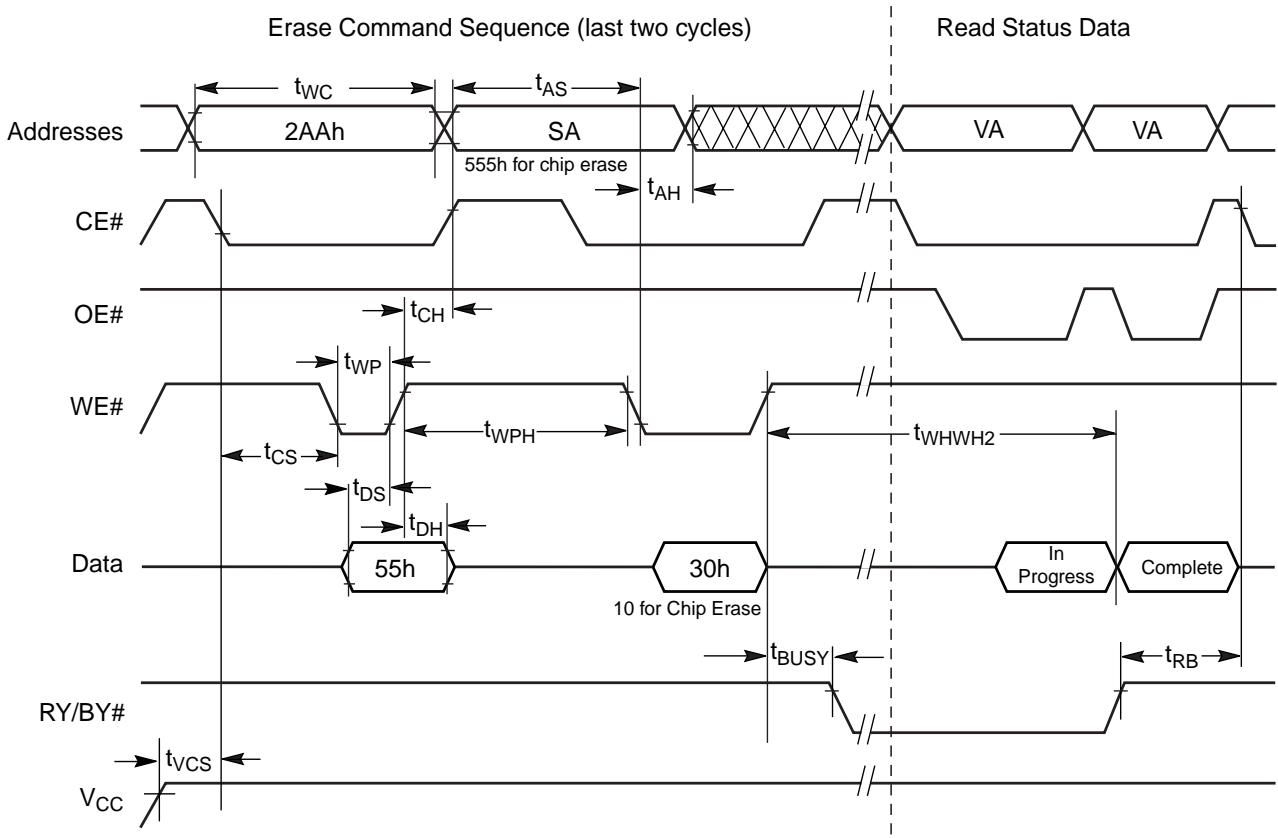 Erase Command Sequence (last two cycles)
Read Status Data
tWC
tAS
Addresses
2AAh
SA
VA
VA
555h for chip erase
tAH
CE#
OE#
tCH
tWP
WE#
tWPH
tWHWH2
tCS
tDS
tDH
Data
55h
30h
In
Progress
Complete
10 for Chip Erase
tBUSY
tRB
RY/BY#
tVCS
VCC